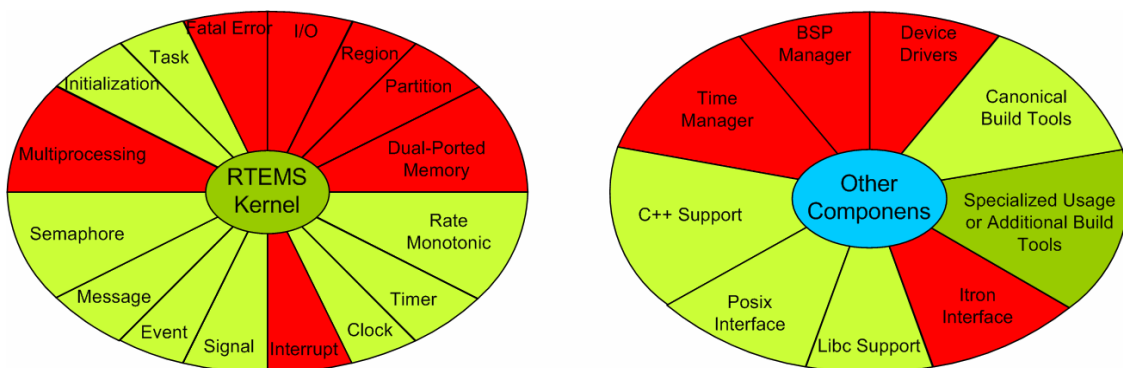 Fatal Error
I/O
Region
Partition
Dual-Ported
Memory
Rate
Monotonic
Timer
Clock
Interrupt
Signal
Event
Message
Semaphore
Multiprocessing
Initialization
Task
RTEMS
Kernel
BSP
Manager
Device
Drivers
Canonical
Build Tools
Specialized Usage
or Additional Build
Tools
Itron
Interface
Libc Support
Posix
Interface
C++ Support
Time
Manager
Other
Componens